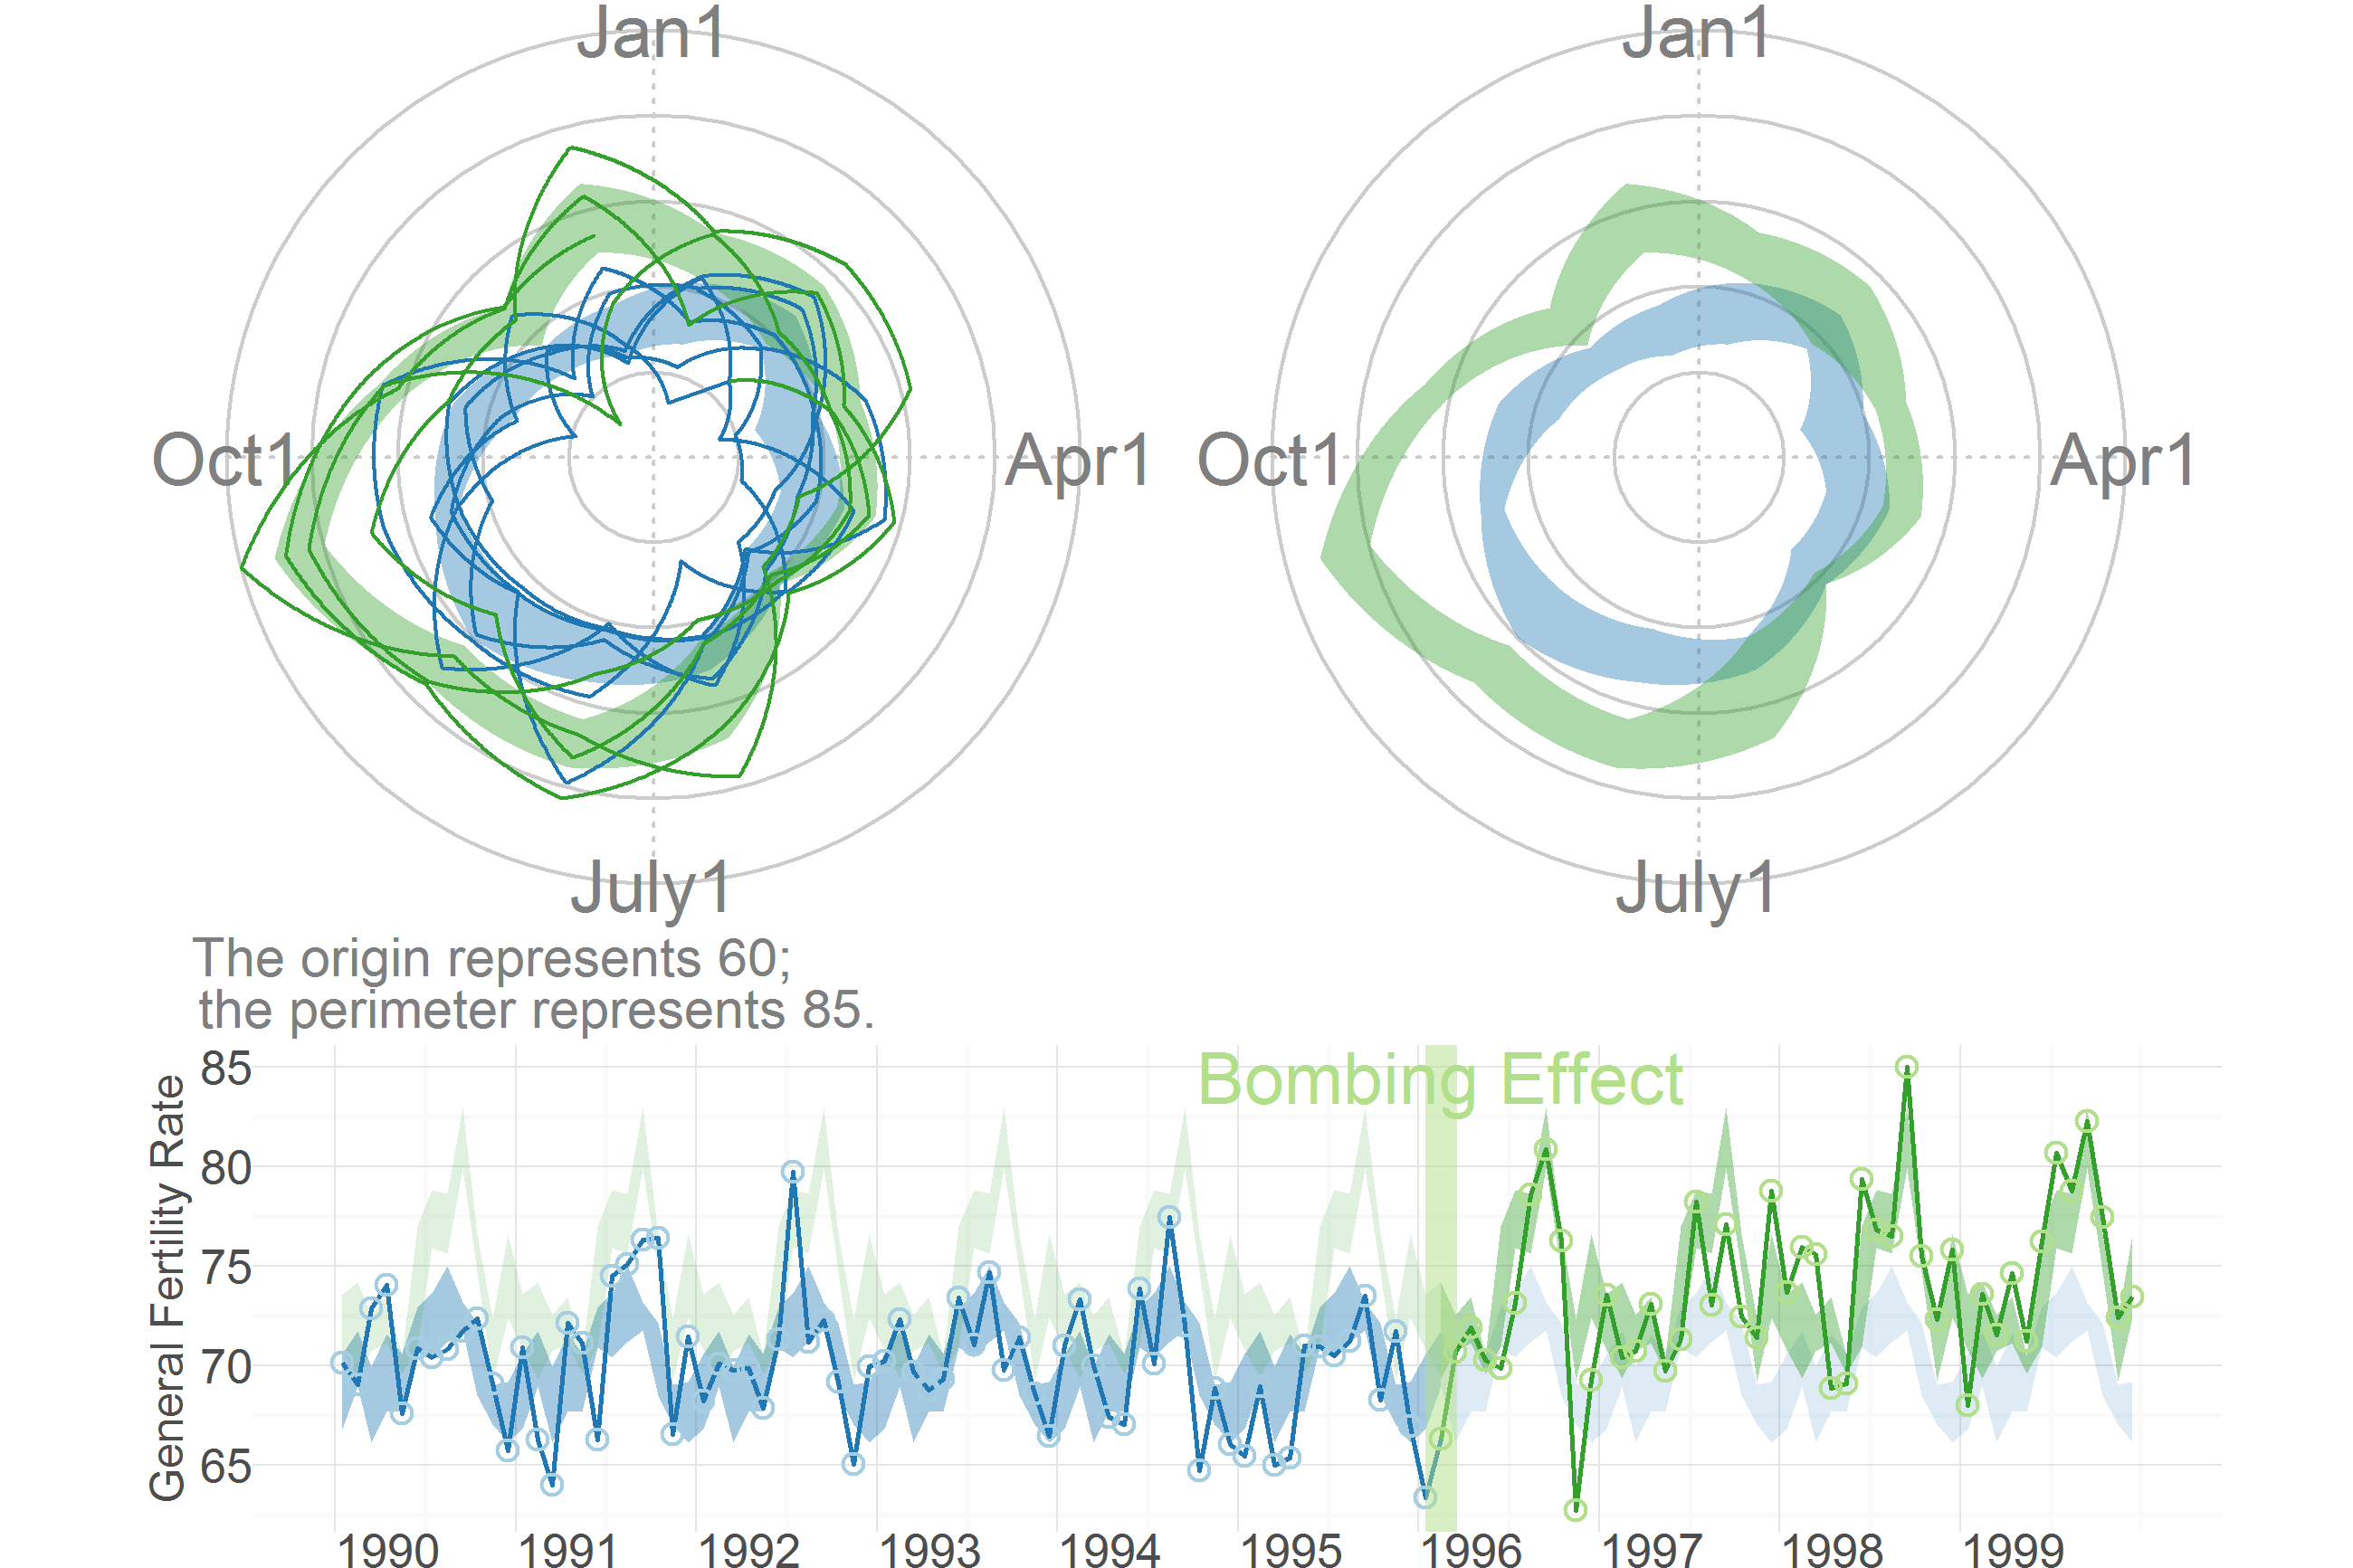 Jan1
Jan1
Oct1
Apr1
Oct1
Apr1
July1
July1
The origin represents 60;
the perimeter represents 85.
Bombing Effect
General Fertility Rate
85
80
75
70
65
1990
1991
1992
1993
1994
1995
1996
1997
1998
1999